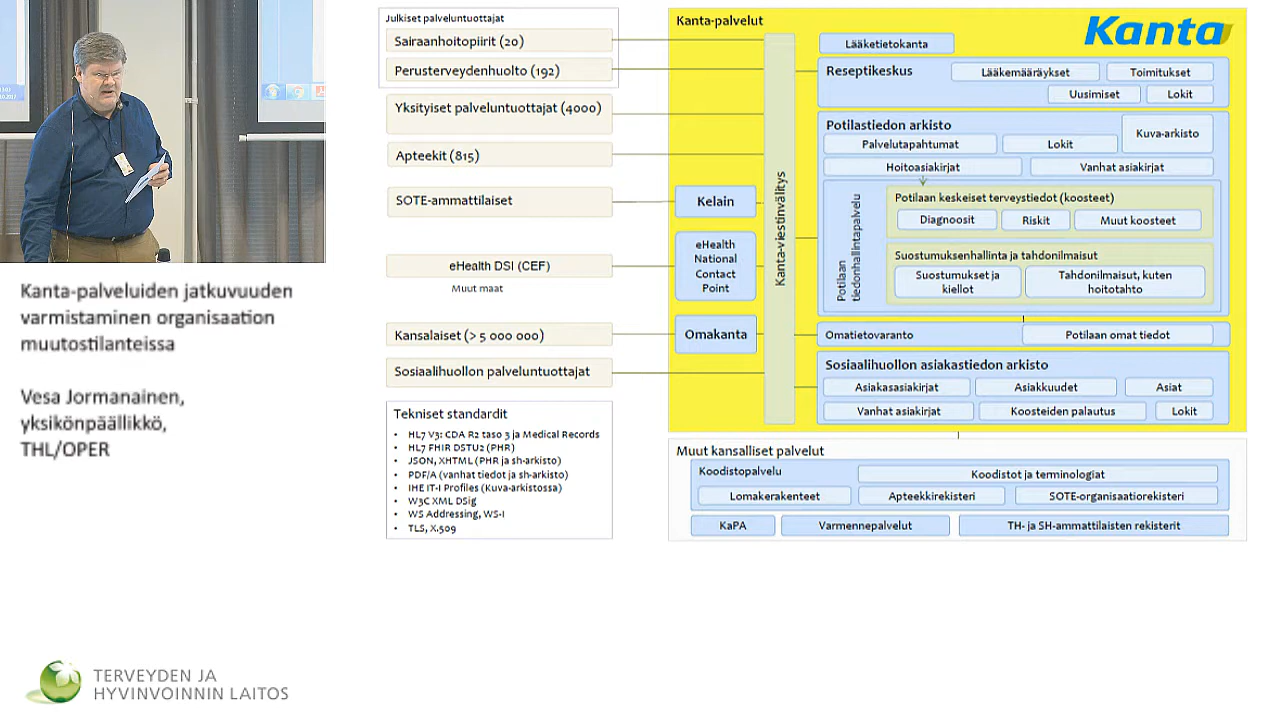 Kanta-palveluiden jatkuvuuden
varmistaminen organisaation
muutostilanteissa
Vesa Jormanainen,
yksikönpäällikkö,
THL/OPER
TERVEYDEN JA
HYVINVOINNIN LAITOS
Julkiset palveluntuottajat
Sairaanhoitopiirit (20)
Perusterveydenhuolto (192)
Yksityiset palveluntuottajat (4000)
Apteekit (815)
SOTE-ammattilaiset
eHealth DSI (CEF)
Muut maat
Kansalaiset (> 5 000 000)
Sosiaalihuollon palveluntuottajat
Tekniset standardit
• HL7 V3: CDA R2 taso 3 ja Medical Records
• HL7 FHIR DSTU2 (PHR)
• JSON, XHTML (PHR ja sh-arkisto)
• PDF/A (vanhat tiedot ja sh-arkisto)
• IHE IT-I Profiles (Kuva-arkistossa)
• W3C XML DSig
• WS Addressing, WS-I
• TLS, X.509
Kanta-palvelut
Kanta
Kelain
eHealth
National
Contact
Point
Omakanta
Kanta-viestinvälitys
Lääketietokanta
Reseptikeskus
Lääkemääräykset
Toimitukset
Uusimiset
Lokit
Potilastiedon arkisto
Kuva-arkisto
Palvelutapahtumat
Lokit
Hoitoasiakirjat
Vanhat asiakirjat
Potilaan
tiedonhallintapalvdu
Potilaan keskeiset terveystiedot (koosteet)
Diagnoosit
Riskit
Muut koosteet
Suostumuksenhallinta ja tahdonilmaisut
Suostumukset ja
kiellot
Tahdonilmaisut, kuten
hoitotahto
Omatietovaranto
Potilaan omat tiedot
Sosiaalihuollon asiakastiedon arkisto
Asiakasasiakirjat
Asiakkuudet
Asiat
Vanhat asiakirjat
Koosteiden palautus
Lokit
Muut kansalliset palvelut
Koodistopalvelu
Koodistot ja terminologiat
Lomakerakenteet
Apteekkirekisteri
SOTE-organisaatiorekisteri
KaPA
Varmennepalvelut
TH- ja SH-ammattilaisten rekisterit